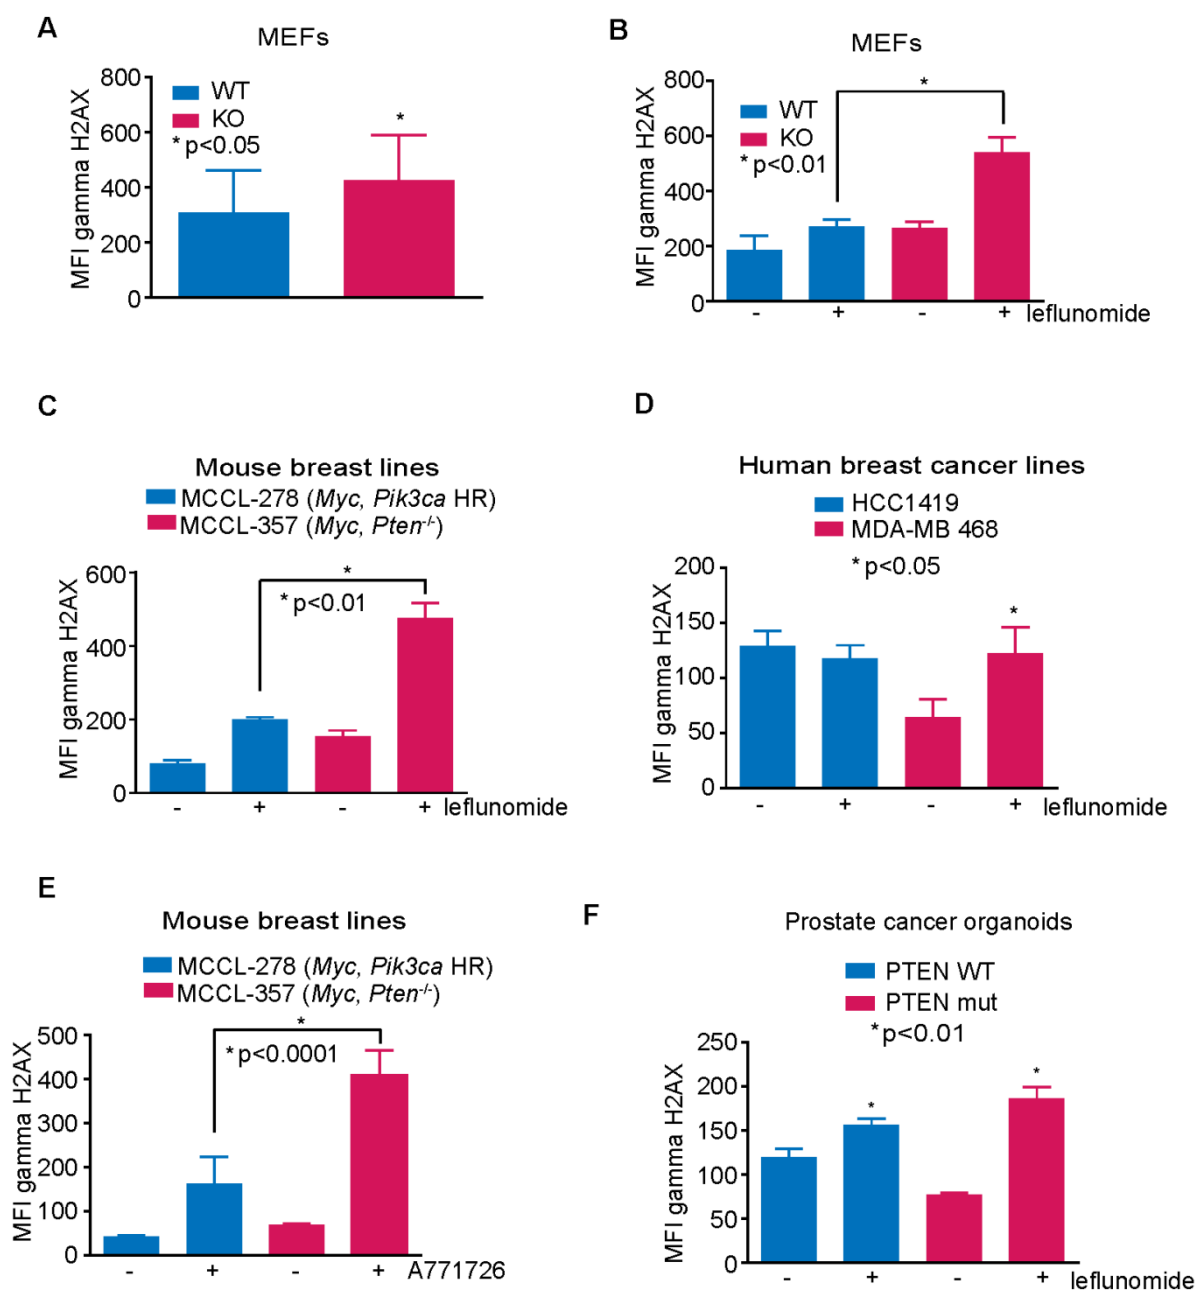 A
MEFs
MFI gamma H2AX
800
600
400
200
0
WT
KO
* p<0.05
*
B
MEFs
MFI gamma H2AX
800
600
400
200
0
WT
KO
* p<0.01
*
- + - + leflunomide
C
Mouse breast lines
MCCL-278 (Myc, Pik3ca HR)
MCCL-357 (Myc, Pten-/-)
MFI gamma H2AX
600
400
200
0
*
* p<0.01
- + - + leflunomide
D
Human breast cancer lines
HCC1419
MDA-MB 468
* p<0.05
MFI gamma H2AX
200
150
100
50
0
*
- + - + leflunomide
E
Mouse breast lines
MCCL-278 (Myc, Pik3ca HR)
MCCL-357 (Myc, Pten-/-)
MFI gamma H2AX
500
400
300
200
100
0
*
* p<0.0001
- + - + A771726
F
Prostate cancer organoids
PTEN WT
PTEN mut
*p<0.01
MFI gamma H2AX
250
200
150
100
50
0
*
*
- + - + leflunomide